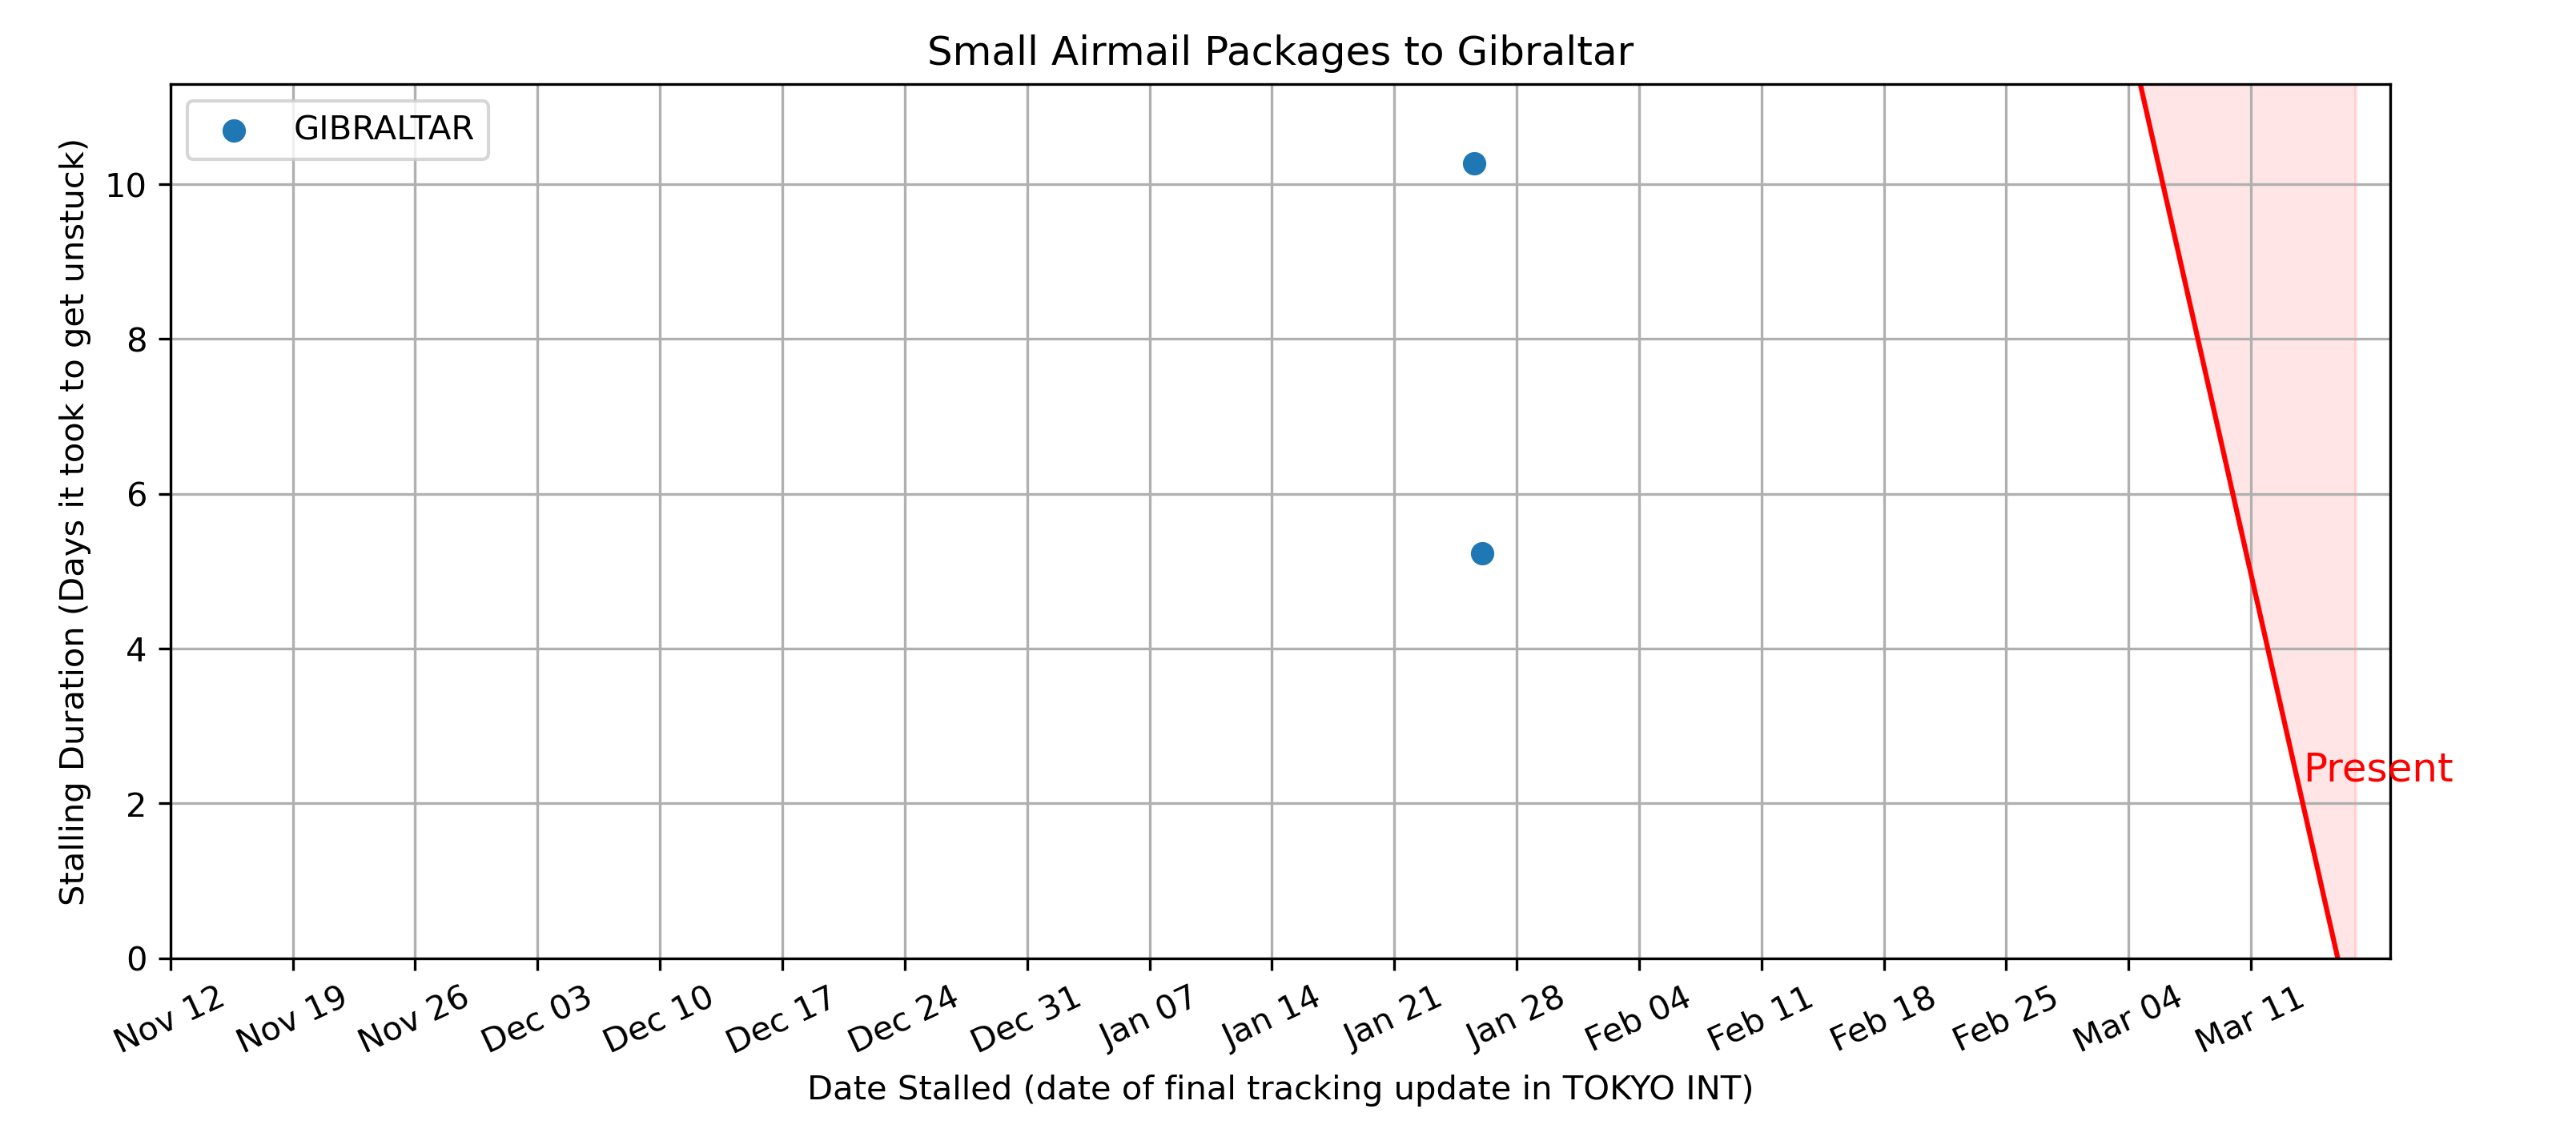 Small Airmail Packages to Gibraltar
GIBRALTAR
Stalling Duration (Days it took to get unstuck)
10
8
6
4
2
0
Present
Nov 12
Nov 19
Nov 26
Dec 03
Dec 10
Dec 17
Dec 24
Dec 31
Jan 07
Jan 14
Jan 21
Jan 28
Feb 04
Feb 11
Feb 18
Feb 25
Mar 04
Mar 11
Date Stalled (date of final tracking update in TOKYO INT)